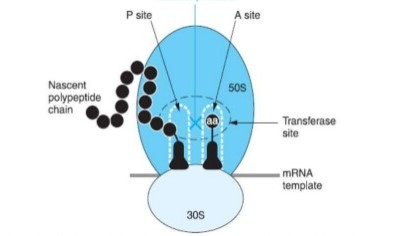 P site
A site
50S
Nascent
polypeptide
chain
aa
Transferase
site
mRNA
template
30S